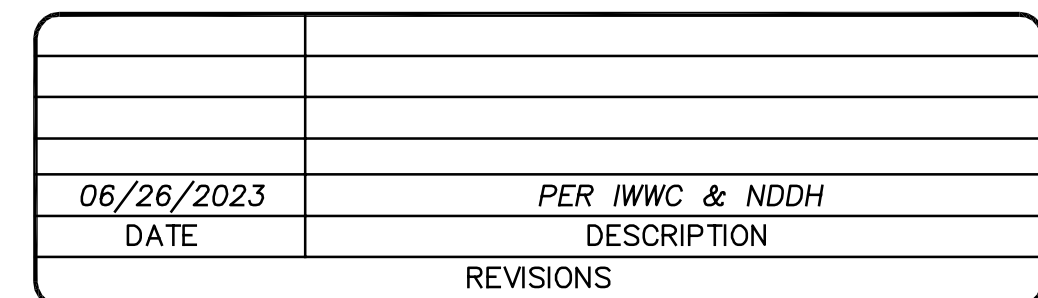 06/26/2023 PER IWWC & NDDH
DATE DESCRIPTION
REVISIONS